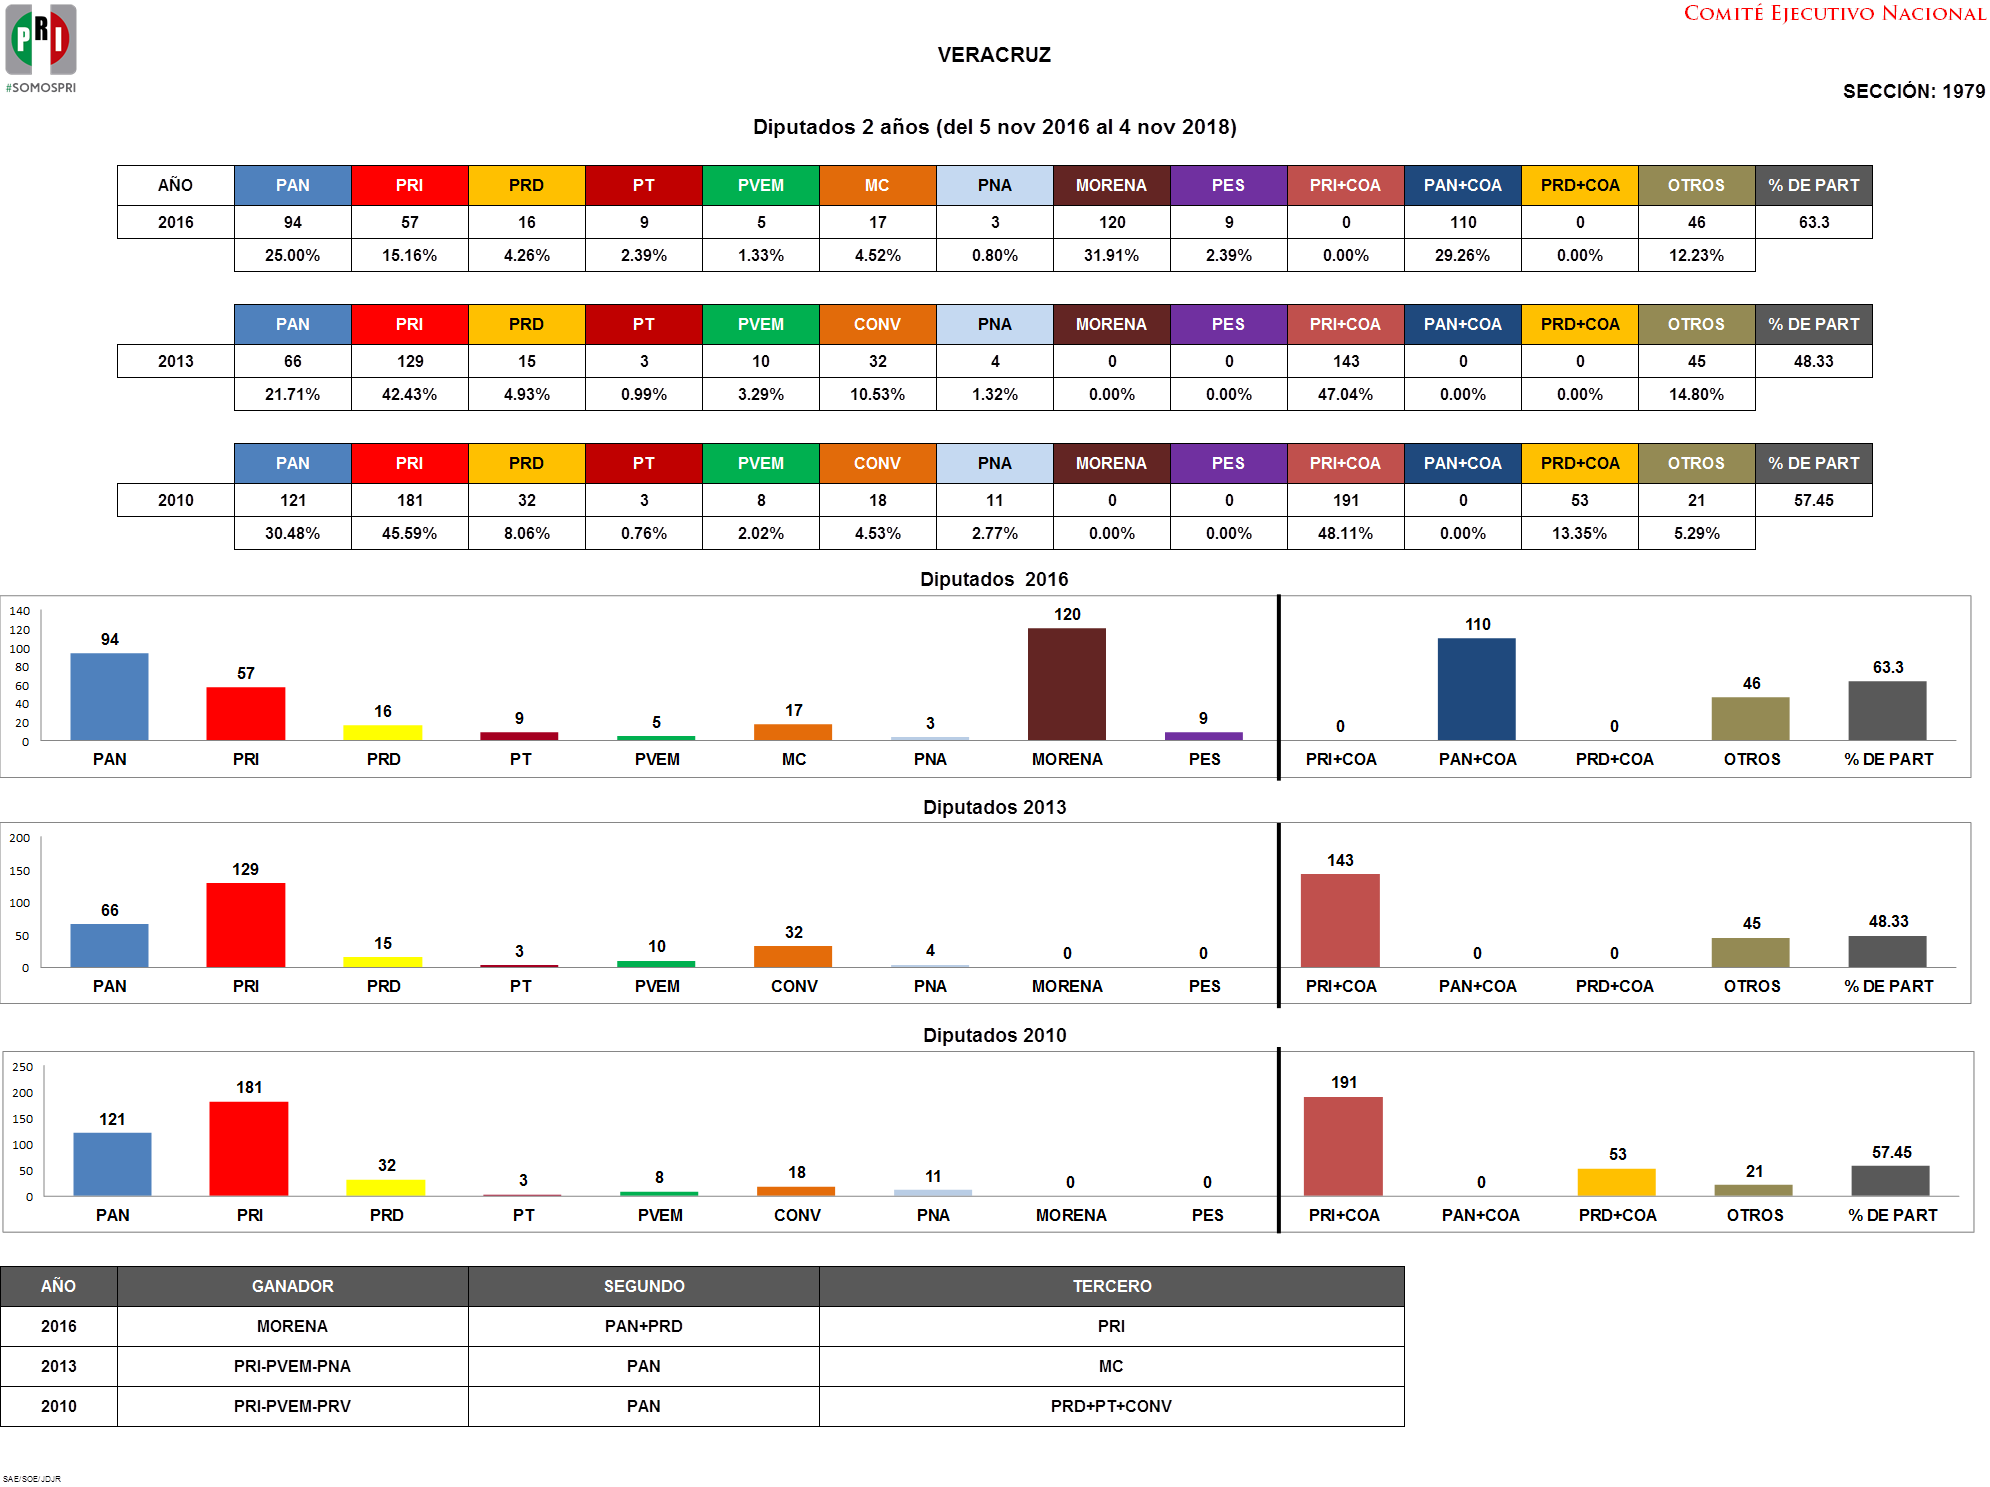 PRI
#SOMOSPRI
COMITÉ EJECUTIVO NACIONAL
VERACRUZ
SECCIÓN: 1979
Diputados 2 años (del 5 nov 2016 al 4 nov 2018)
AÑO PAN PRI PRD PT PVEM MC PNA MORENA PES PRI+COA PAN+COA PRD+COA OTROS % DE PART
2016 94 57 16 9 5 17 3 120 9 0 110 0 46 63.3
25.00% 15.16% 4.26% 2.39% 1.33% 4.52% 0.80% 31.91% 2.39% 0.00% 29.26% 0.00% 12.23%
PAN PRI PRD PT PVEM CONV PNA MORENA PES PRI+COA PAN+COA PRD+COA OTROS % DE PART
2013 66 129 15 3 10 32 4 0 0 143 0 0 45 48.33
21.71% 42.43% 4.93% 0.99% 3.29% 10.53% 1.32% 0.00% 0.00% 47.04% 0.00% 0.00% 14.80%
PAN PRI PRD PT PVEM CONV PNA MORENA PES PRI+COA PAN+COA PRD+COA OTROS % DE PART
2010 121 181 32 3 8 18 11 0 0 191 0 53 21 57.45
30.48% 45.59% 8.06% 0.76% 2.02% 4.53% 2.77% 0.00% 0.00% 48.11% 0.00% 13.35% 5.29%
Diputados 2016
140
120
100
80
60
40
20
0
94 57 16 9 5 17 3 120 9 0 110 0 46 63.3
PAN PRI PRD PT PVEM MC PNA MORENA PES PRI+COA PAN+COA PRD+COA OTROS % DE PART
Diputados 2013
200
150
100
50
0
66 129 15 3 10 32 4 0 0 143 0 0 45 48.33
PAN PRI PRD PT PVEM CONV PNA MORENA PES PRI+COA PAN+COA PRD+COA OTROS % DE PART
Diputados 2010
250
200
150
100
50
0
121 181 32 3 8 18 11 0 0 191 0 53 21 57.45
PAN PRI PRD PT PVEM CONV PNA MORENA PES PRI+COA PAN+COA PRD+COA OTROS % DE PART
AÑO GANADOR SEGUNDO TERCERO
2016 MORENA PAN+PRD PRI
2013 PRI-PVEM-PNA PAN MC
2010 PRI-PVEM-PRV PAN PRD+PT+CONV
SAE/SOE/JDJR